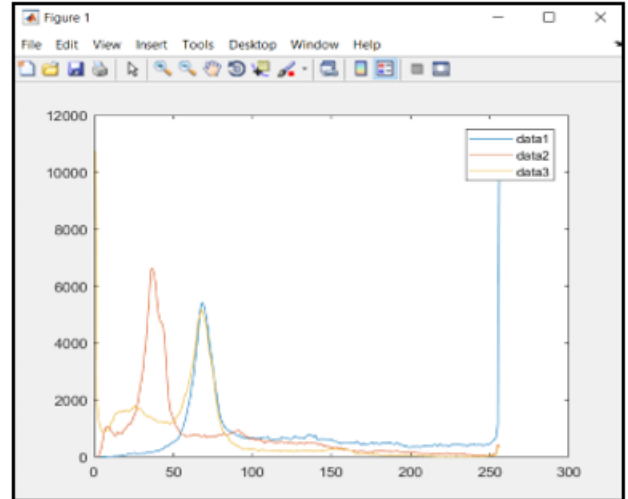 Figure 1
File Edit View Insert Tools Desktop Window Help
12000
10000
8000
6000
4000
2000
0
data1
data2
data3
0 50 100 150 200 250 300